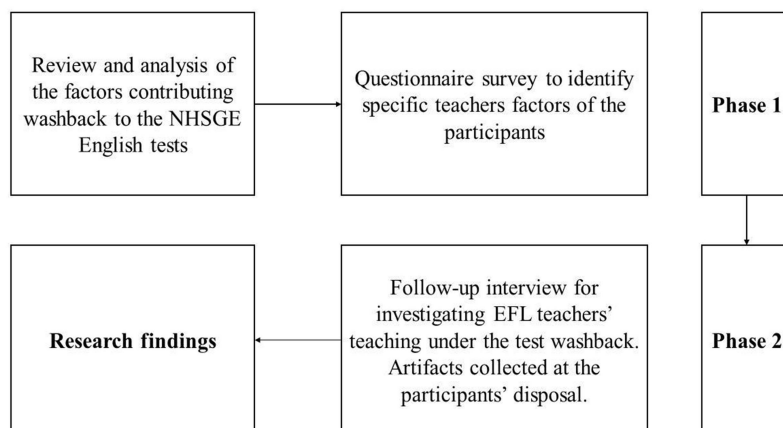 Review and analysis of
the factors contributing
washback to the NHSGE
English tests
Questionnaire survey to identify
specific teachers factors of the
participants
Phase 1
Research findings
Follow-up interview for
investigating EFL teachers’
teaching under the test washback.
Artifacts collected at the
participants’ disposal.
Phase 2